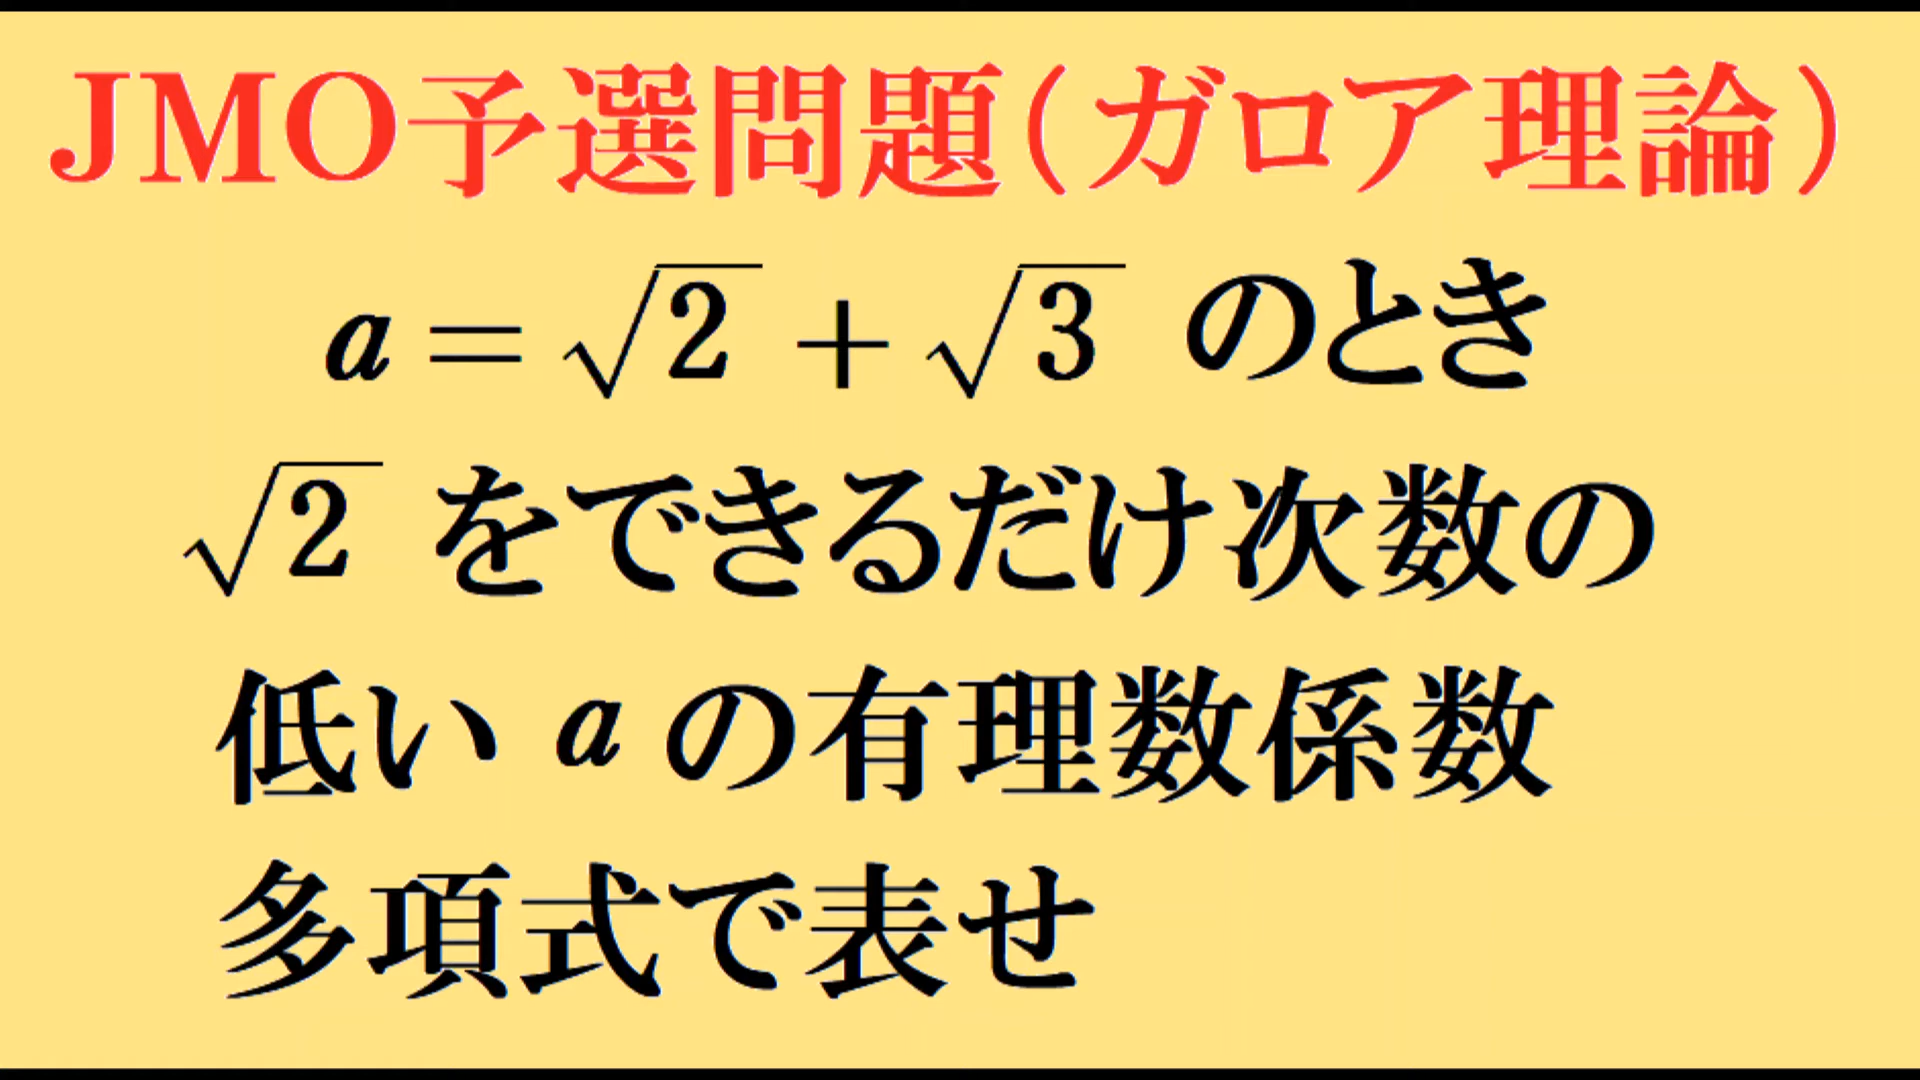 JMO予選問題（ガロア理論）
a = √2 + √3 のとき
√2 をできるだけ次数の
低い a の有理数係数
多項式で表せ